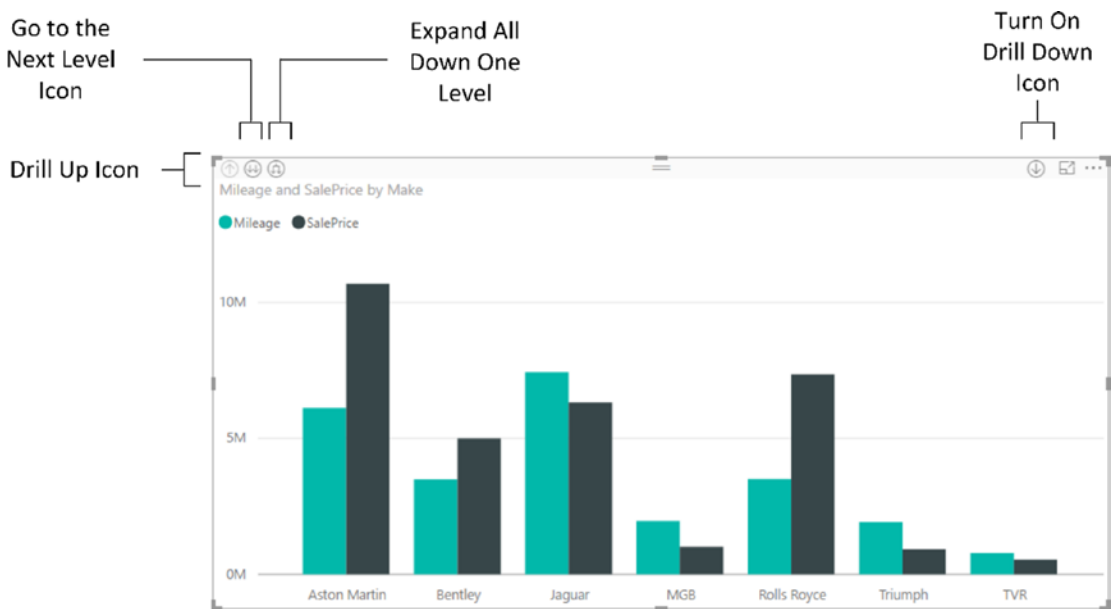 Go to the
Next Level
Icon
Expand All
Down One
Level
Turn On
Drill Down
Icon
Drill Up Icon
Mileage and SalePrice by Make
Mileage SalePrice
10M
5M
0M
Aston Martin Bentley Jaguar MGB Rolls Royce Triumph TVR